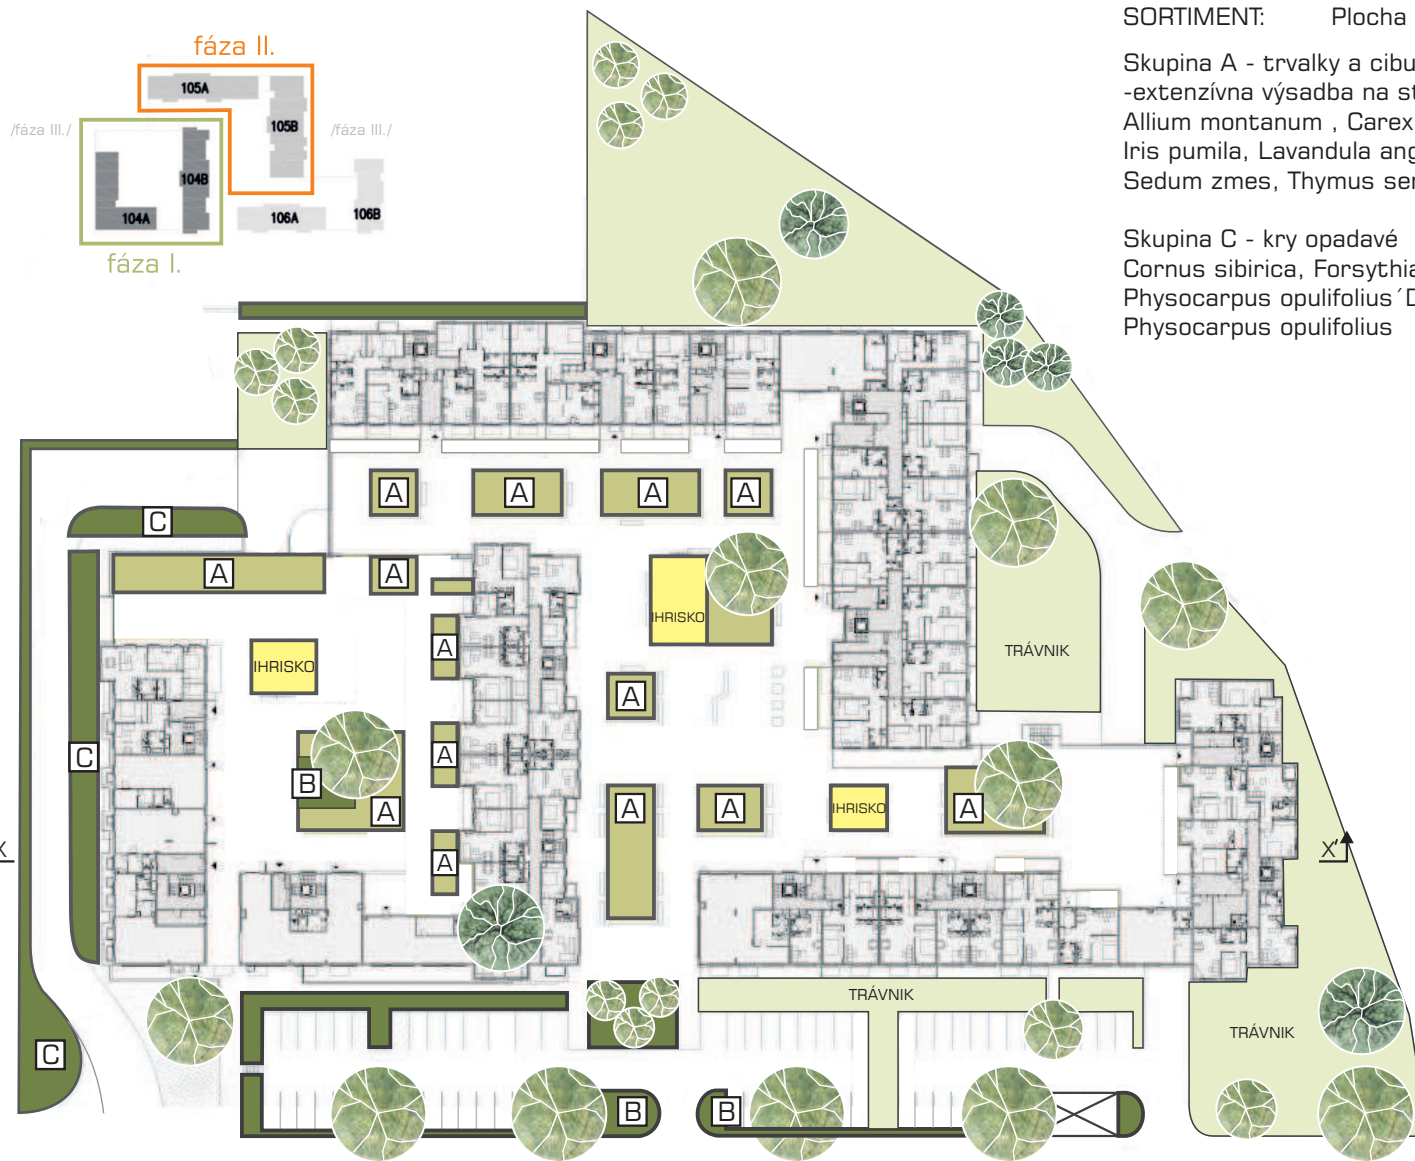 SORTIMENT: Plocha
Skupina A - trvalky a cibu
-extenzívna výsadba na st
Allium montanum , Carex
Iris pumila, Lavandula ang
Sedum zmes, Thymus ser
Skupina C - kry opadavé
Cornus sibirica, Forsythia
Physocarpus opulifolius ´D
Physocarpus opulifolius
fáza II.
105A
105B
/fáza III./
/fáza III./
104B
104A
106A
106B
fáza I.
A
A
A
A
C
A
A
IHRISKO
A
IHRISKO
TRÁVNIK
A
C
A
B
A
A
A
IHRISKO
A
A
X
X'
TRÁVNIK
TRÁVNIK
C
B
B